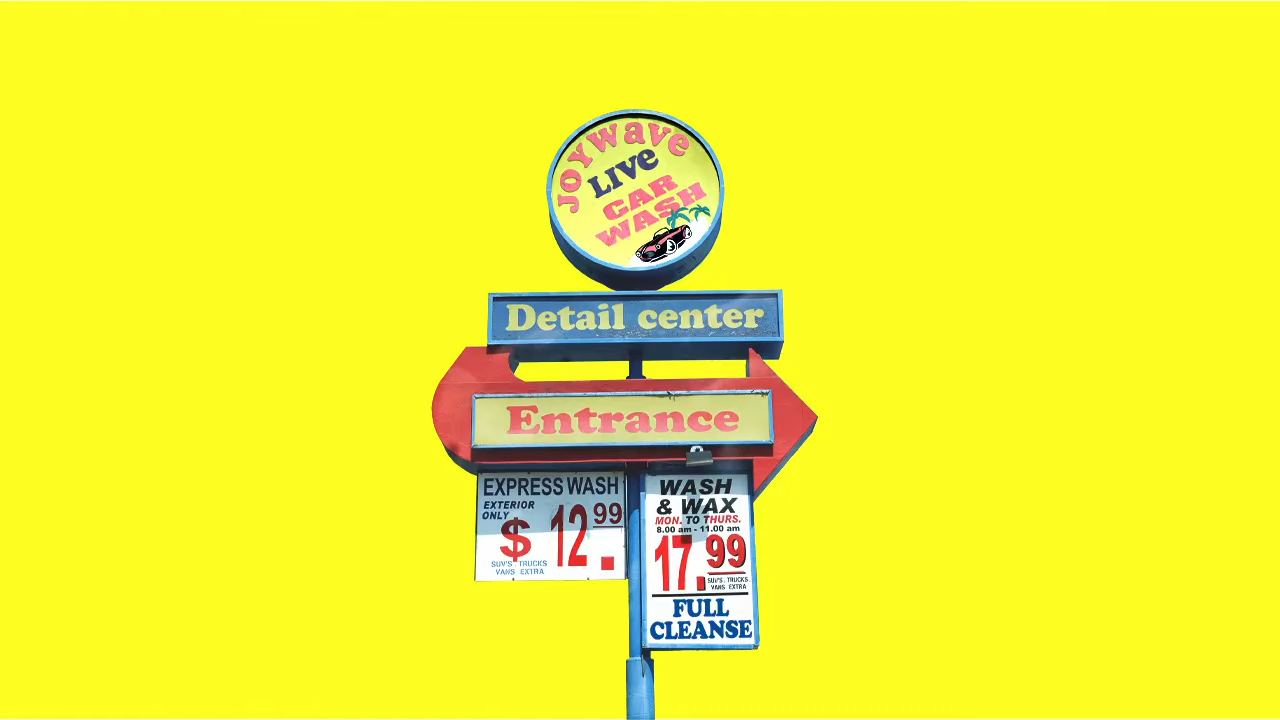 Joywave
LIVE
CAR
WASH
Detail center
Entrance
EXPRESS WASH
EXTERIOR
ONLY
$ 12.99
SUV'S . TRUCKS
VANS EXTRA
WASH
& WAX
MON. TO THURS.
8.00 am - 11.00 am
17.99
SUV'S . TRUCKS
VANS EXTRA
FULL
CLEANSE